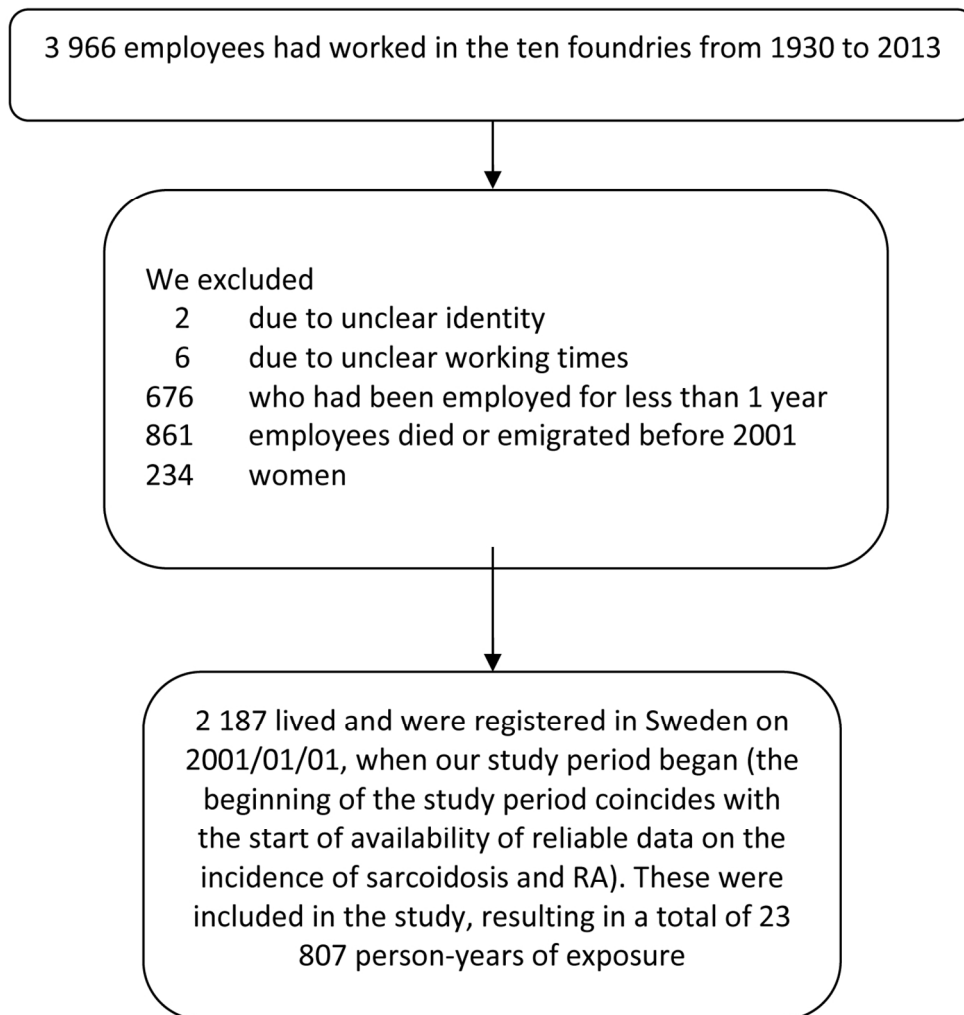 3 966 employees had worked in the ten foundries from 1930 to 2013
We excluded
2 due to unclear identity
6 due to unclear working times
676 who had been employed for less than 1 year
861 employees died or emigrated before 2001
234 women
2 187 lived and were registered in Sweden on
2001/01/01, when our study period began (the
beginning of the study period coincides with
the start of availability of reliable data on the
incidence of sarcoidosis and RA). These were
included in the study, resulting in a total of 23
807 person-years of exposure